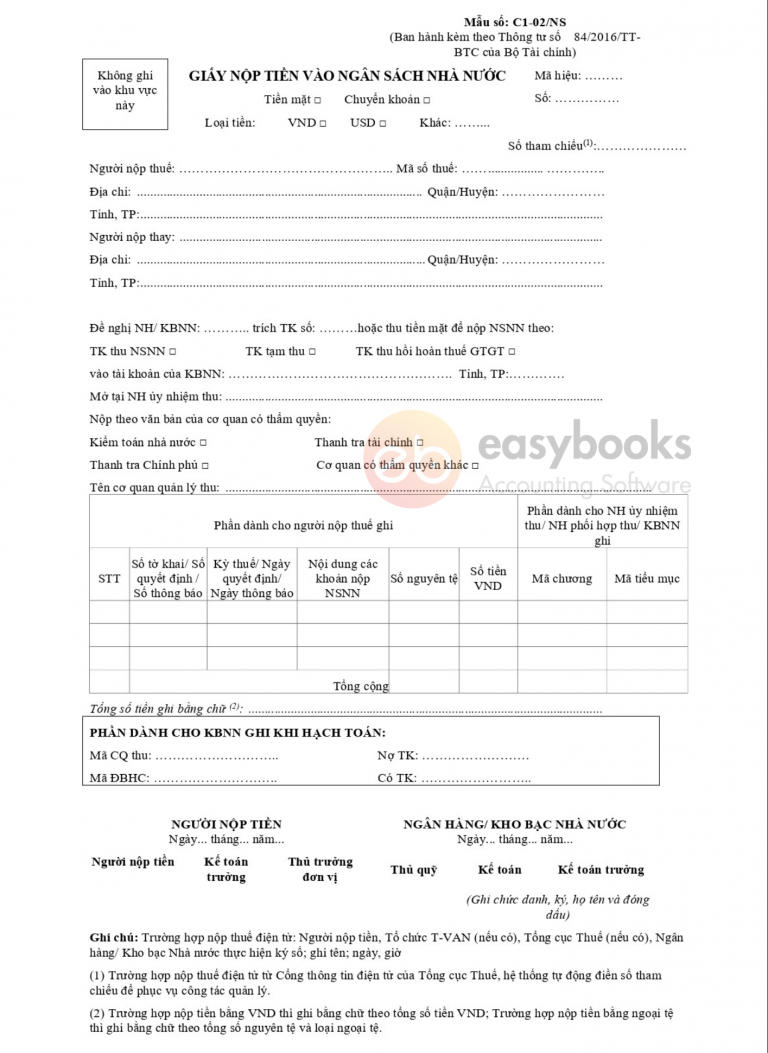 Mẫu số: C1-02/NS
(Ban hành kèm theo Thông tư số 84/2016/TT-
BTC của Bộ Tài chính)
Không ghi
vào khu vực
này
GIẤY NỘP TIỀN VÀO NGÂN SÁCH NHÀ NƯỚC
Mã hiệu: ………
Tiền mặt □ Chuyển khoản □
Số: ……………
Loại tiền: VND □ USD □ Khác: ……...
Số tham chiếu(1):…………………
Người nộp thuế: ………………………………………….. Mã số thuế: ……................. ………….
Địa chỉ: ....................................................................................... Quận/Huyện: ……………………
Tỉnh, TP:.............................................................................................................................................
Người nộp thay: .................................................................................................................................
Địa chỉ: ....................................................................................... Quận/Huyện: ……………………
Tỉnh, TP:.............................................................................................................................................
Đề nghị NH/ KBNN: ……….. trích TK số: ………hoặc thu tiền mặt để nộp NSNN theo:
TK thu NSNN □ TK tạm thu □ TK thu hồi hoàn thuế GTGT □
vào tài khoản của KBNN: ……………………………………………. Tỉnh, TP:………….
Mở tại NH ủy nhiệm thu: ...................................................................................................................
Nộp theo văn bản của cơ quan có thẩm quyền:
Kiểm toán nhà nước □ Thanh tra tài chính □
Thanh tra Chính phủ □ Cơ quan có thẩm quyền khác □
eb easybooks
Accounting Software
Tên cơ quan quản lý thu: ..................................................................................................................................
Phần dành cho người nộp thuế ghi
Phần dành cho NH ủy nhiệm
thu/ NH phối hợp thu/ KBNN
ghi
STT
Số tờ khai/ Số
quyết định /
Số thông báo
Kỳ thuế/ Ngày
quyết định/
Ngày thông báo
Nội dung các
khoản nộp
NSNN
Số nguyên tệ
Số tiền
VND
Mã chương
Mã tiểu mục
Tổng cộng
Tổng số tiền ghi bằng chữ (2): ............................................................................................................
PHẦN DÀNH CHO KBNN GHI KHI HẠCH TOÁN:
Mã CQ thu: ……………………….. Nợ TK: …………………….
Mã ĐBHC: ………………………. Có TK: ……………………..
NGƯỜI NỘP TIỀN
Ngày... tháng... năm...
Người nộp tiền
Kế toán
trưởng
Thủ trưởng
đơn vị
NGÂN HÀNG/ KHO BẠC NHÀ NƯỚC
Ngày... tháng... năm...
Thủ quỹ Kế toán Kế toán trưởng
(Ghi chức danh, ký, họ tên và đóng
dấu)
Ghi chú: Trường hợp nộp thuế điện tử: Người nộp tiền, Tổ chức T-VAN (nếu có), Tổng cục Thuế (nếu có), Ngân
hàng/ Kho bạc Nhà nước thực hiện ký số; ghi tên; ngày, giờ
(1) Trường hợp nộp thuế điện tử từ Cổng thông tin điện tử của Tổng cục Thuế, hệ thống tự động điền số tham
chiếu để phục vụ công tác quản lý.
(2) Trường hợp nộp tiền bằng VND thì ghi bằng chữ theo tổng số tiền VND; Trường hợp nộp tiền bằng ngoại tệ
thì ghi bằng chữ theo tổng số nguyên tệ và loại ngoại tệ.